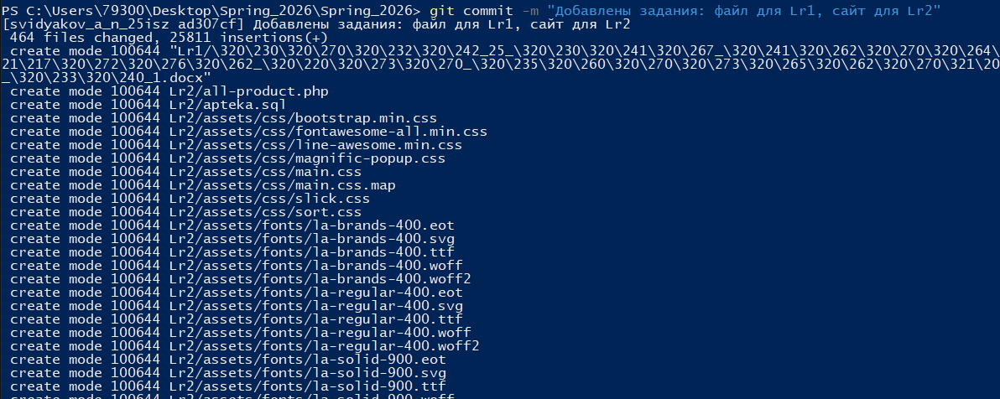 PS C:\Users\79300\Desktop\Spring_2026\Spring_2026> git commit -m "Добавлены задания: файл для Lr1, сайт для Lr2"
[svidyakov_a_n_25isz ad307cf] Добавлены задания: файл для Lr1, сайт для Lr2
 464 files changed, 25811 insertions(+)
 create mode 100644 "Lr1/\320\230\320\270\320\232\320\242_25_\320\230\320\241\320\267_\320\241\320\262\320\270\320\264\
21\217\320\272\320\276\320\262_\320\220\320\273\320\270_\320\235\320\260\320\270\320\273\320\265\320\262\320\270\321\20
_\320\233\320\240_1.docx"
 create mode 100644 Lr2/all-product.php
 create mode 100644 Lr2/apteka.sql
 create mode 100644 Lr2/assets/css/bootstrap.min.css
 create mode 100644 Lr2/assets/css/fontawesome-all.min.css
 create mode 100644 Lr2/assets/css/line-awesome.min.css
 create mode 100644 Lr2/assets/css/magnific-popup.css
 create mode 100644 Lr2/assets/css/main.css
 create mode 100644 Lr2/assets/css/main.css.map
 create mode 100644 Lr2/assets/css/slick.css
 create mode 100644 Lr2/assets/css/sort.css
 create mode 100644 Lr2/assets/fonts/la-brands-400.eot
 create mode 100644 Lr2/assets/fonts/la-brands-400.svg
 create mode 100644 Lr2/assets/fonts/la-brands-400.ttf
 create mode 100644 Lr2/assets/fonts/la-brands-400.woff
 create mode 100644 Lr2/assets/fonts/la-brands-400.woff2
 create mode 100644 Lr2/assets/fonts/la-regular-400.eot
 create mode 100644 Lr2/assets/fonts/la-regular-400.svg
 create mode 100644 Lr2/assets/fonts/la-regular-400.ttf
 create mode 100644 Lr2/assets/fonts/la-regular-400.woff
 create mode 100644 Lr2/assets/fonts/la-regular-400.woff2
 create mode 100644 Lr2/assets/fonts/la-solid-900.eot
 create mode 100644 Lr2/assets/fonts/la-solid-900.svg
 create mode 100644 Lr2/assets/fonts/la-solid-900.ttf
 create mode 100644 Lr2/assets/fonts/la-solid-900.woff